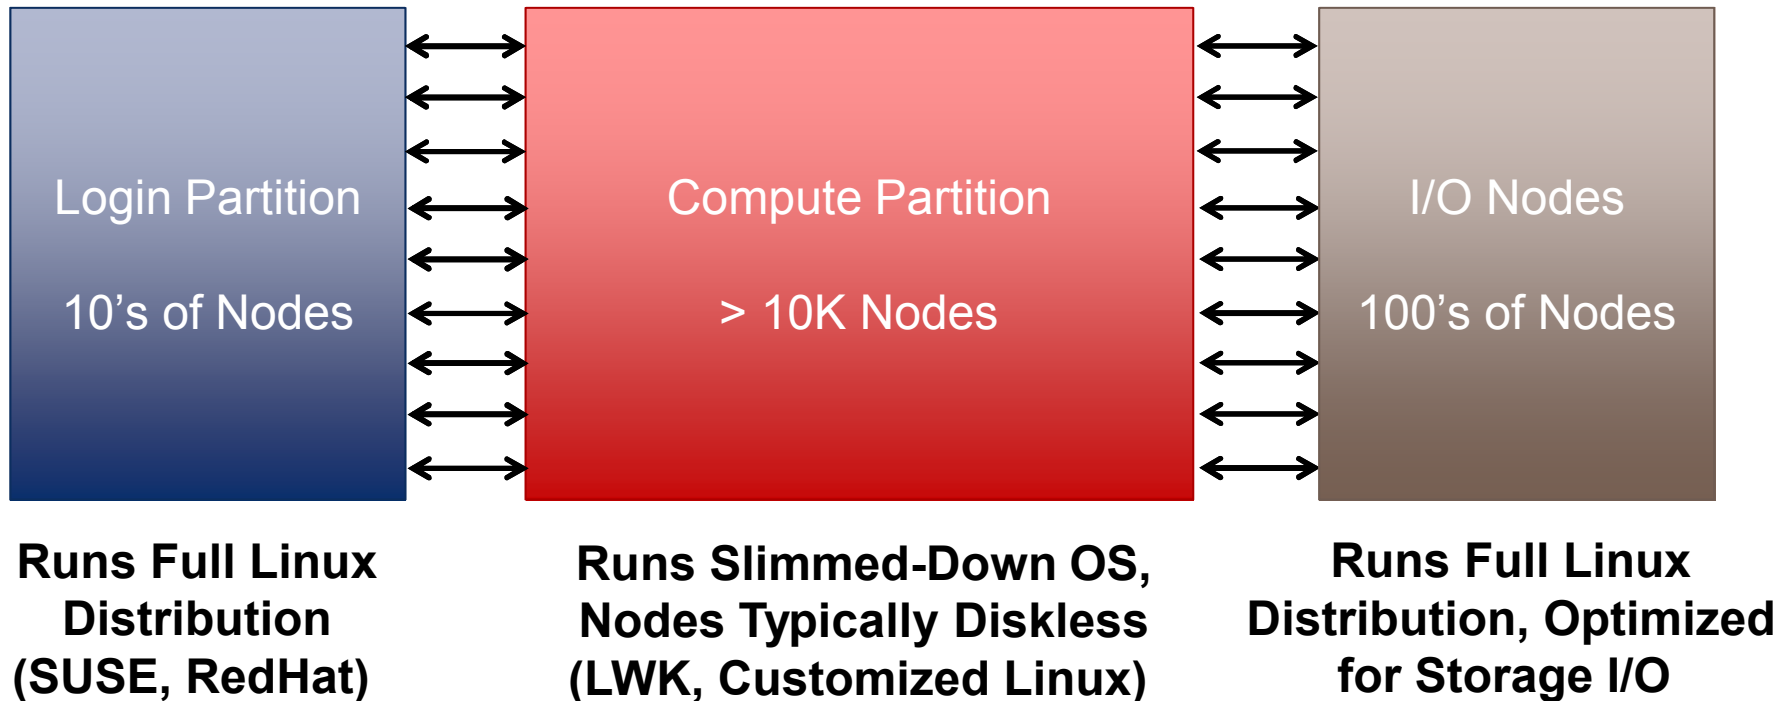 Login Partition
10's of Nodes
Compute Partition
> 10K Nodes
I/O Nodes
100's of Nodes
Runs Full Linux
Distribution
(SUSE, RedHat)
Runs Slimmed-Down OS,
Nodes Typically Diskless
(LWK, Customized Linux)
Runs Full Linux
Distribution, Optimized
for Storage I/O